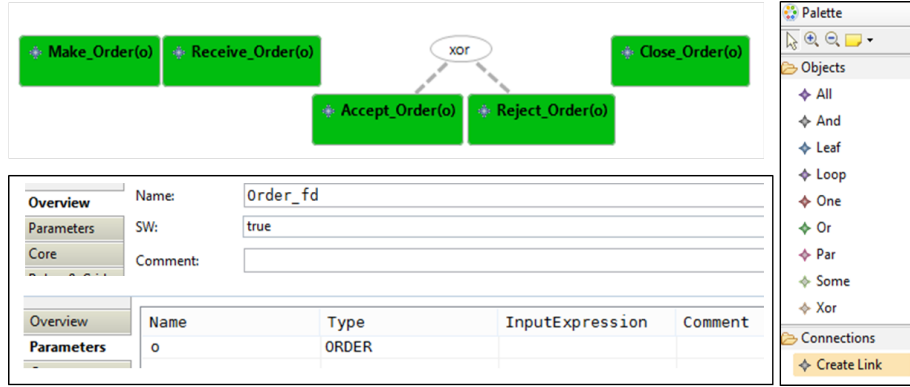 Make_Order(o) Receive_Order(o) xor Close_Order(o)
Accept_Order(o) Reject_Order(o)
Overview Name: Order_fd
Parameters SW: true
Core Comment:
Overview Name Type InputExpression Comment
Parameters o ORDER
Palette
Objects
All
And
Leaf
Loop
One
Or
Par
Some
Xor
Connections
Create Link